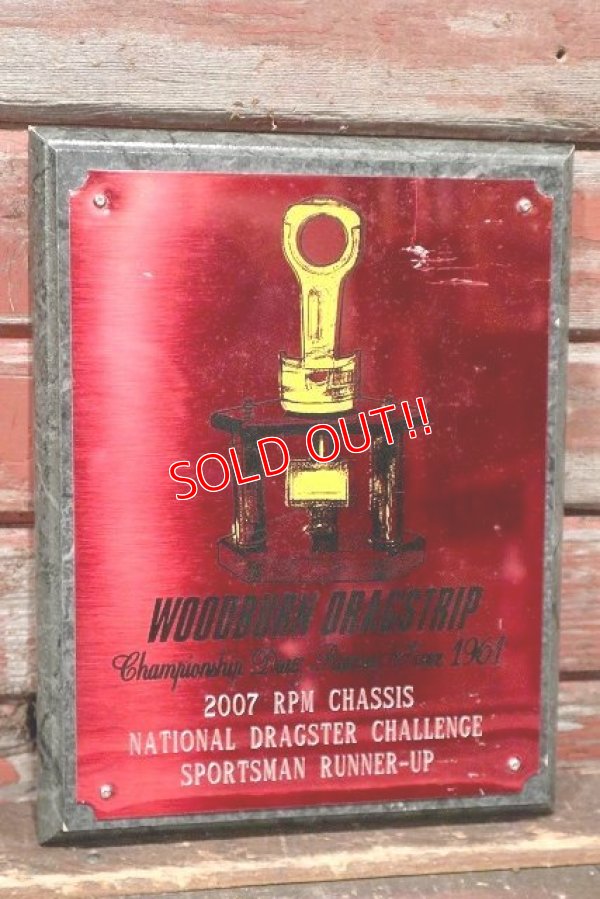 SOLD OUT!!
WOODBURN DRAGSTRIP
Championship Drag Racing Since 1961
2007 RPM CHASSIS
NATIONAL DRAGSTER CHALLENGE
SPORTSMAN RUNNER-UP